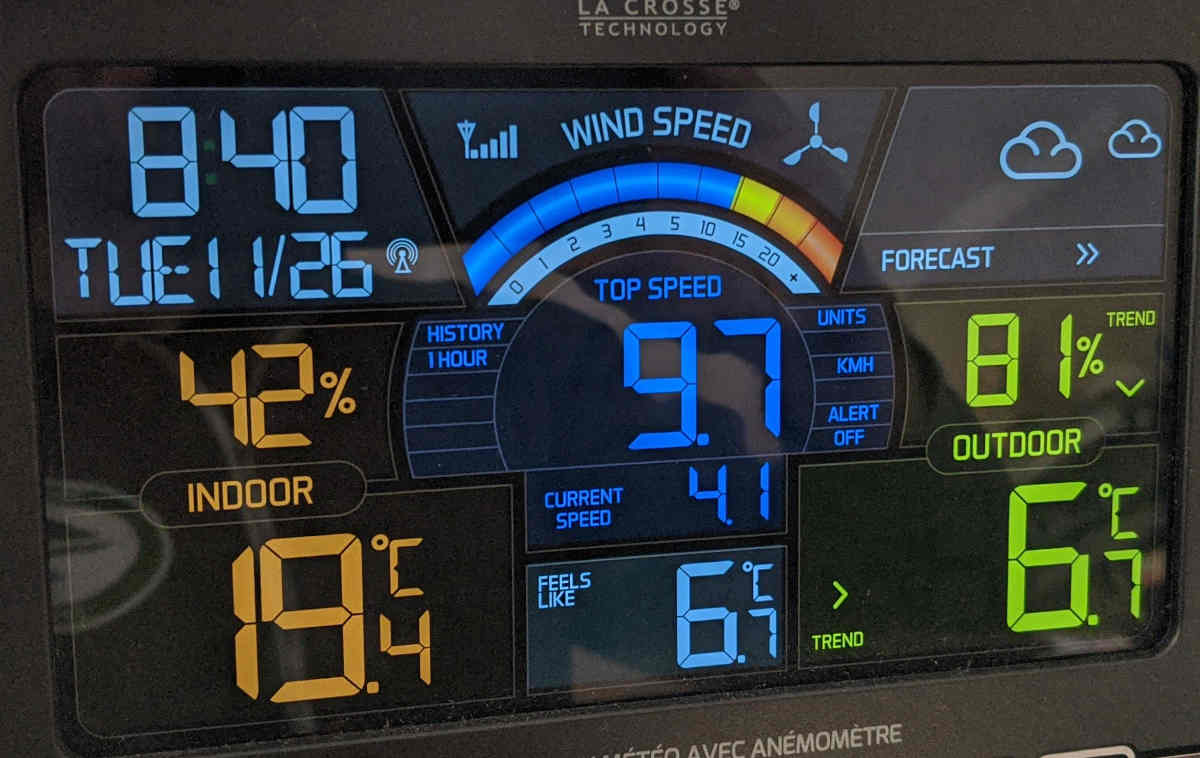 LA CROSSE®
TECHNOLOGY
8:40
TUE 11/26
WIND SPEED
0 1 2 3 4 5 10 15 20 +
FORECAST »
HISTORY
1 HOUR
TOP SPEED
9.7
UNITS
KMH
ALERT
OFF
42%
INDOOR
19.4°C
CURRENT
SPEED
4.1
FEELS
LIKE
6.7°C
81%
TREND
OUTDOOR
6.7°C
TREND
MÉTÉO AVEC ANÉMOMÈTRE